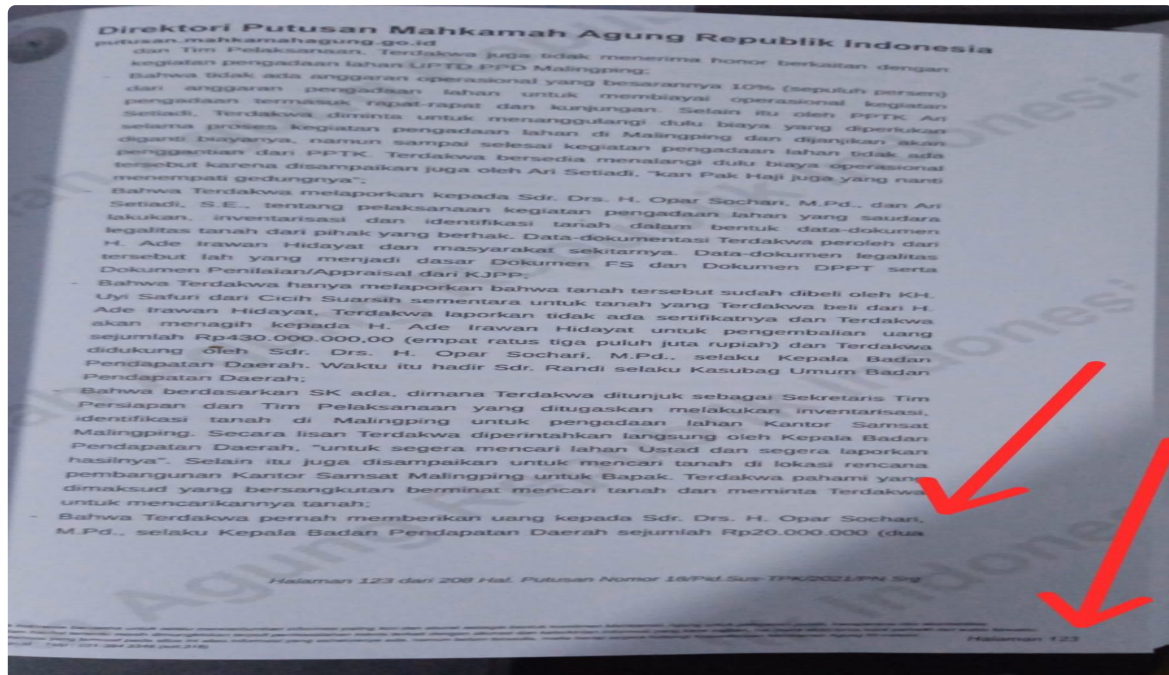 Direktori Putusan Mahkamah Agung Republik Indonesia
putusan.mahkamahagung.go.id
dan Tim Pelaksanaan. Terdakwa juga tidak menerima honor berkaitan dengan
kegiatan pengadaan lahan UPTD PPD Malingping;
- Bahwa tidak ada anggaran operasional yang besarannya 10% (sepuluh persen)
dari anggaran pengadaan lahan untuk membiayai operasional kegiatan
pengadaan termasuk rapat-rapat dan kunjungan. Selain itu oleh PPTK Ari
Setiadi, Terdakwa diminta untuk menanggulangi dulu biaya yang diperlukan
selama proses kegiatan pengadaan lahan di Malingping dan dijanjikan akan
diganti biayanya, namun sampai selesai kegiatan pengadaan lahan tidak ada
penggantian dari PPTK. Terdakwa bersedia menalangi dulu biaya operasional
tersebut karena disampaikan juga oleh Ari Setiadi, "kan Pak Haji juga yang nanti
menempati gedungnya";
- Bahwa Terdakwa melaporkan kepada Sdr. Drs. H. Opar Sochari, M.Pd., dan Ari
Setiadi, S.E., tentang pelaksanaan kegiatan pengadaan lahan yang saudara
lakukan, inventarisasi dan identifikasi tanah dalam bentuk data-dokumen
legalitas tanah dari pihak yang berhak. Data-dokumentasi Terdakwa peroleh dari
H. Ade Irawan Hidayat dan masyarakat sekitarnya. Data-dokumen legalitas
tersebut lah yang menjadi dasar Dokumen FS dan Dokumen DPPT serta
Dokumen Penilaian/Appraisal dari KJPP;
- Bahwa Terdakwa hanya melaporkan bahwa tanah tersebut sudah dibeli oleh KH.
Uyi Safuri dari Cicih Suarsih sementara untuk tanah yang Terdakwa beli dari H.
Ade Irawan Hidayat, Terdakwa laporkan tidak ada sertifikatnya dan Terdakwa
akan menagih kepada H. Ade Irawan Hidayat untuk pengembalian uang
sejumlah Rp430.000.000,00 (empat ratus tiga puluh juta rupiah) dan Terdakwa
didukung oleh Sdr. Drs. H. Opar Sochari, M.Pd., selaku Kepala Badan
Pendapatan Daerah. Waktu itu hadir Sdr. Randi selaku Kasubag Umum Badan
Pendapatan Daerah;
- Bahwa berdasarkan SK ada, dimana Terdakwa ditunjuk sebagai Sekretaris Tim
Persiapan dan Tim Pelaksanaan yang ditugaskan melakukan inventarisasi,
identifikasi tanah di Malingping untuk pengadaan lahan Kantor Samsat
Malingping. Secara lisan Terdakwa diperintahkan langsung oleh Kepala Badan
Pendapatan Daerah, "untuk segera mencari lahan Ustad dan segera laporkan
hasilnya". Selain itu juga disampaikan untuk mencari tanah di lokasi rencana
pembangunan Kantor Samsat Malingping untuk Bapak. Terdakwa pahami yang
dimaksud yang bersangkutan berminat mencari tanah dan meminta Terdakwa
untuk mencarikannya tanah;
- Bahwa Terdakwa pernah memberikan uang kepada Sdr. Drs. H. Opar Sochari,
M.Pd., selaku Kepala Badan Pendapatan Daerah sejumlah Rp20.000.000 (dua
Halaman 123 dari 208 Hal. Putusan Nomor 18/Pid.Sus-TPK/2021/PN Srg
Halaman 123